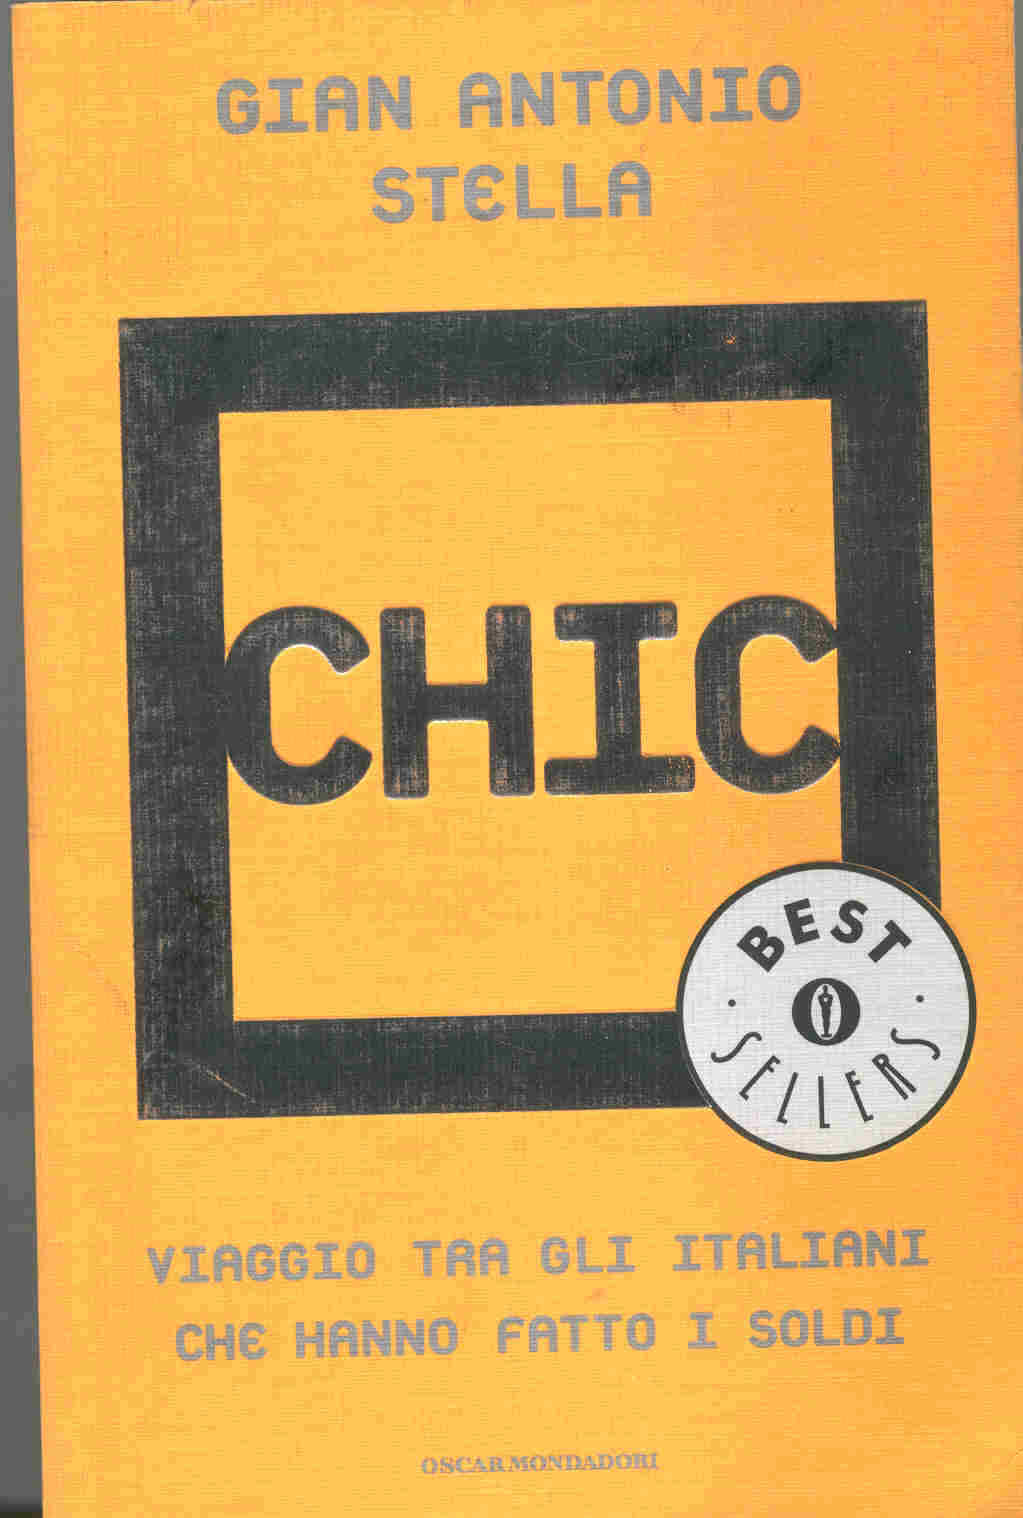 GIAN ANTONIO
STELLA
CHIC
BEST
SELLERS
VIAGGIO TRA GLI ITALIANI
CHE HANNO FATTO I SOLDI
OSCAR MONDADORI